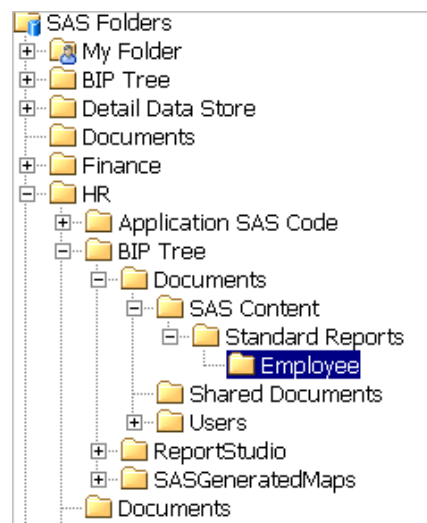 SAS Folders
My Folder
BIP Tree
Detail Data Store
Documents
Finance
HR
Application SAS Code
BIP Tree
Documents
SAS Content
Standard Reports
Employee
Shared Documents
Users
ReportStudio
SASGeneratedMaps
Documents